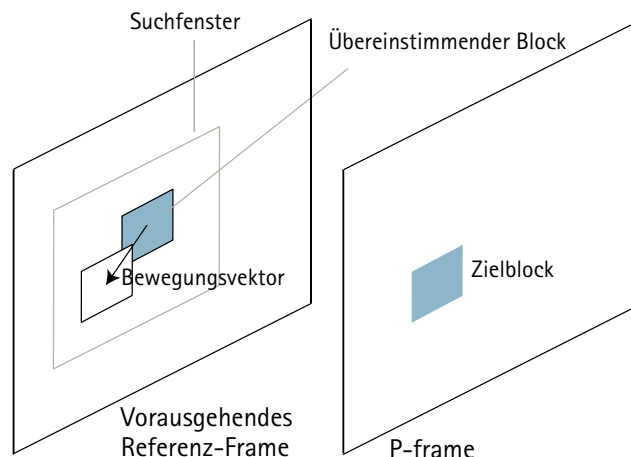 Suchfenster
Übereinstimmender Block
Bewegungsvektor
Zielblock
Vorausgehendes
Referenz-Frame
P-frame